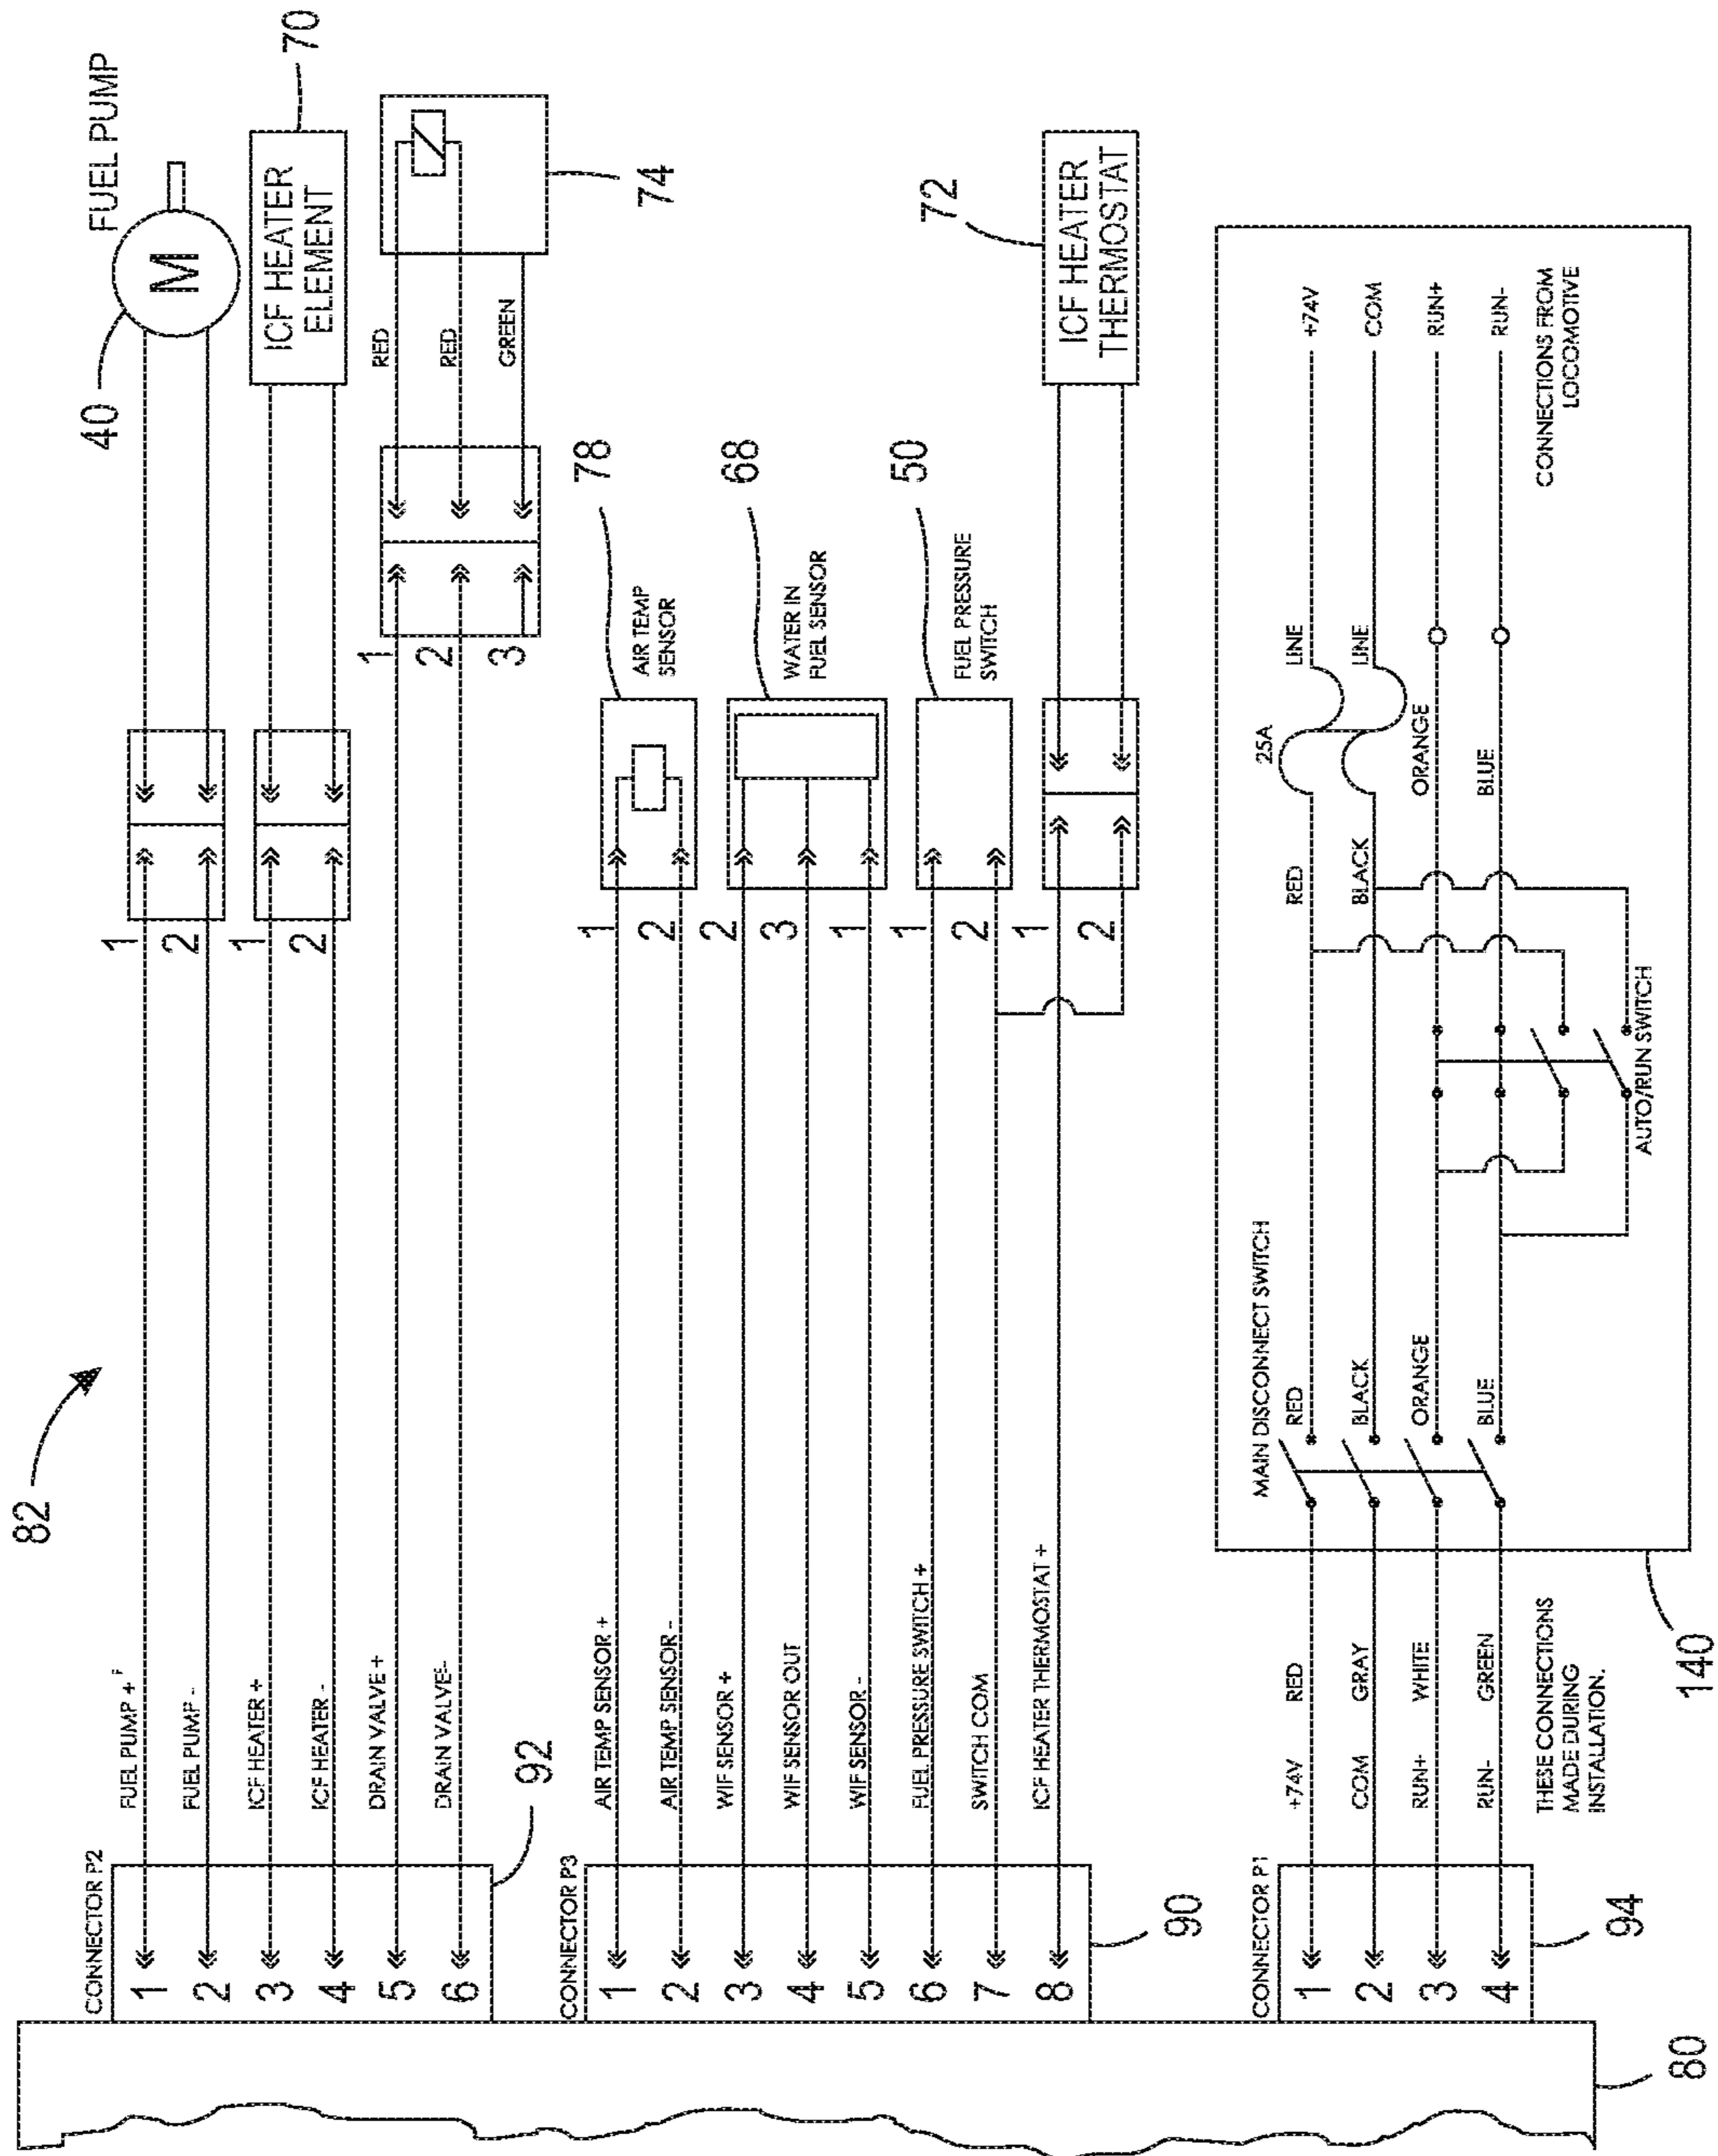 82
FUEL PUMP
40
M
70
ICF HEATER
ELEMENT
CONNECTOR P2
1
FUEL PUMP +
1
2
FUEL PUMP -
2
3
ICF HEATER +
1
4
ICF HEATER -
2
5
DRAIN VALVE +
1
RED
6
DRAIN VALVE-
2
RED
3
GREEN
74
92
CONNECTOR P3
1
AIR TEMP SENSOR +
1
2
AIR TEMP SENSOR -
2
AIR TEMP
SENSOR
78
3
WIF SENSOR +
2
4
WIF SENSOR OUT
3
5
WIF SENSOR -
1
WATER IN
FUEL SENSOR
68
6
FUEL PRESSURE SWITCH +
1
7
SWITCH COM
2
FUEL PRESSURE
SWITCH
50
8
ICF HEATER THERMOSTAT +
1
2
72
ICF HEATER
THERMOSTAT
90
CONNECTOR P1
MAIN DISCONNECT SWITCH
1
+74V
RED
RED
RED
25A
LINE
+74V
2
COM
GRAY
BLACK
BLACK
LINE
COM
3
RUN+
WHITE
ORANGE
ORANGE
RUN+
4
RUN-
GREEN
BLUE
BLUE
RUN-
THESE CONNECTIONS
MADE DURING
INSTALLATION.
AUTO/RUN SWITCH
CONNECTIONS FROM
LOCOMOTIVE
94
140
80